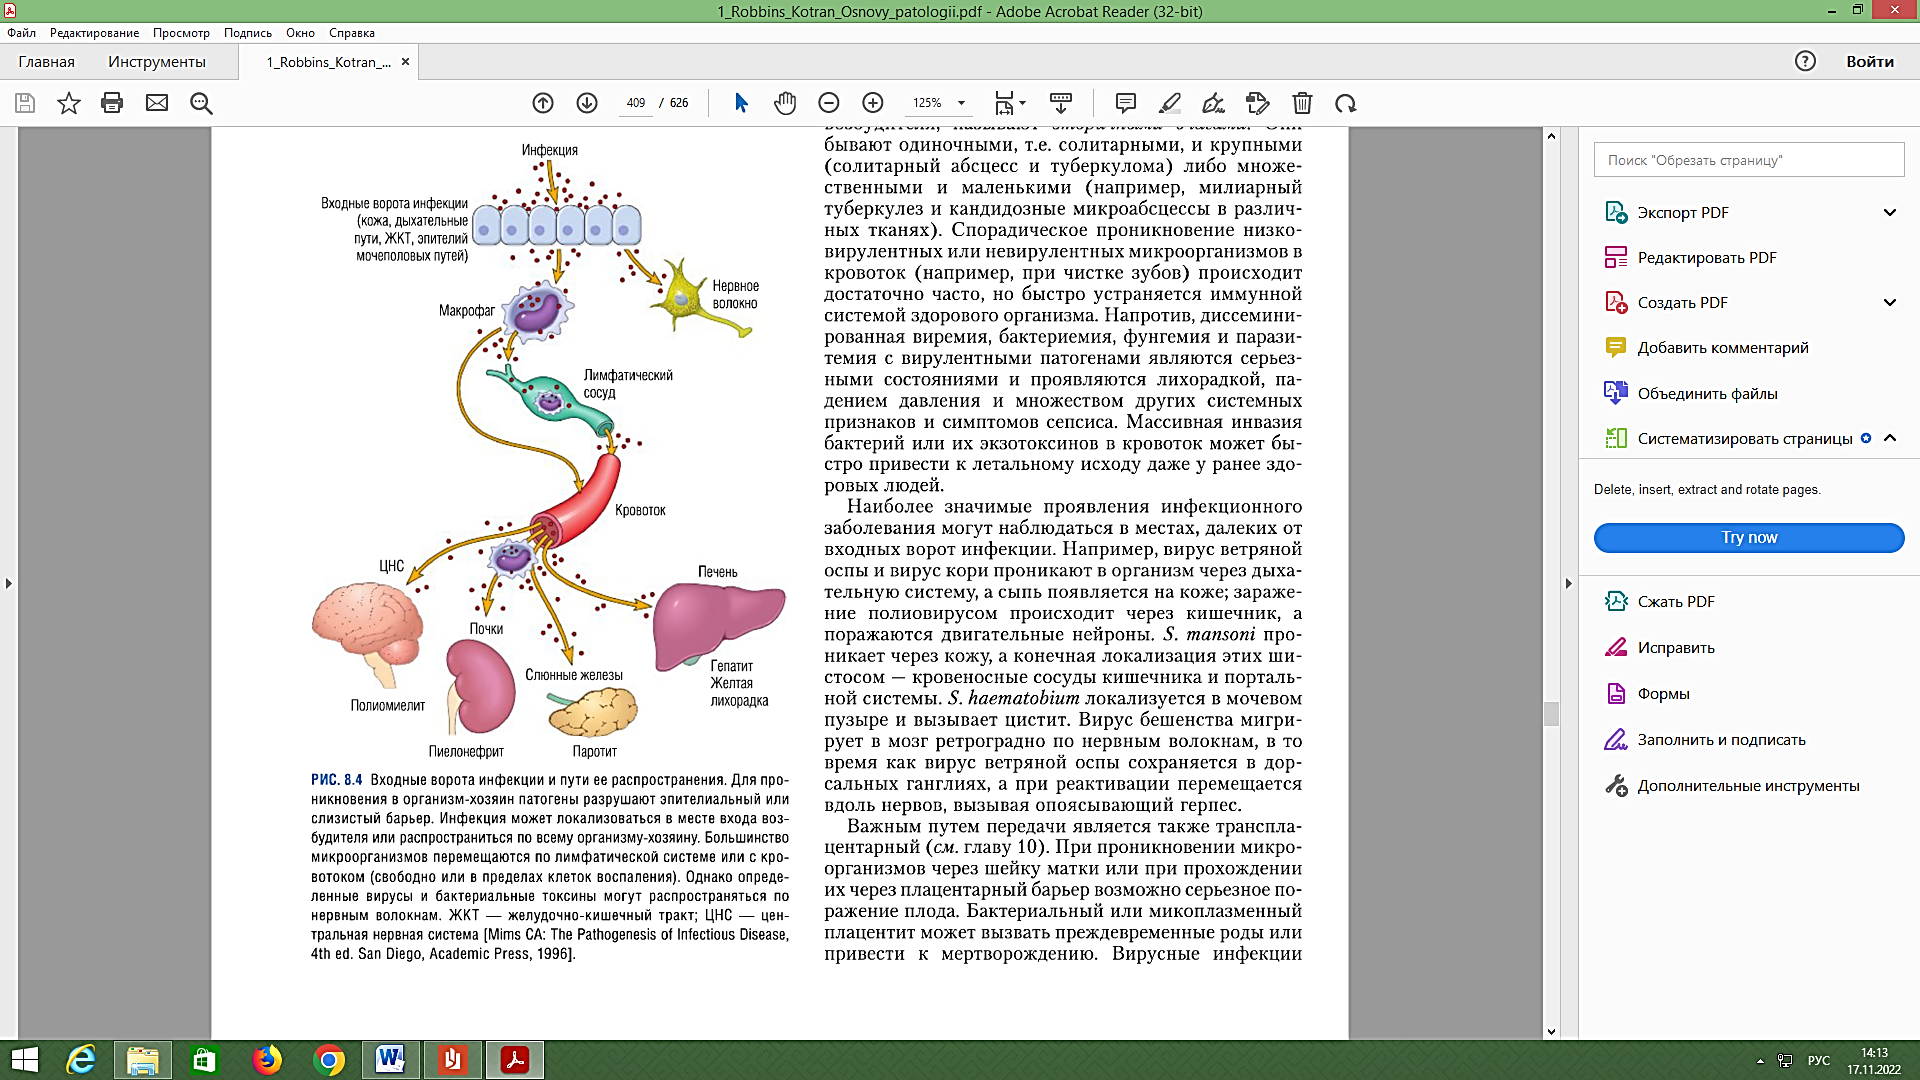 1_Robbins_Kotran_Osnovy_patologii.pdf - Adobe Acrobat Reader (32-bit)
Файл Редактирование Просмотр Подпись Окно Справка
Главная Инструменты 1_Robbins_Kotran_... × Войти
409 / 626 125%
Инфекция
Входные ворота инфекции
(кожа, дыхательные
пути, ЖКТ, эпителий
мочеполовых путей)
Нервное
волокно
Макрофаг
Лимфатический
сосуд
Кровоток
ЦНС
Печень
Почки
Слюнные железы
Гепатит
Желтая
лихорадка
Полиомиелит
Пиелонефрит
Паротит
РИС. 8.4 Входные ворота инфекции и пути ее распространения. Для про-
никновения в организм-хозяин патогены разрушают эпителиальный или
слизистый барьер. Инфекция может локализоваться в месте входа воз-
будителя или распространиться по всему организму-хозяину. Большинство
микроорганизмов перемещаются по лимфатической системе или с кро-
вотоком (свободно или в пределах клеток воспаления). Однако опреде-
ленные вирусы и бактериальные токсины могут распространяться по
нервным волокнам. ЖКТ — желудочно-кишечный тракт; ЦНС — цен-
тральная нервная система [Mims CA: The Pathogenesis of Infectious Disease,
4th ed. San Diego, Academic Press, 1996].
бывают одиночными, т.е. солитарными, и крупными
(солитарный абсцесс и туберкулома) либо множе-
ственными и маленькими (например, милиарный
туберкулез и кандидозные микроабсцессы в различ-
ных тканях). Спорадическое проникновение низко-
вирулентных или невирулентных микроорганизмов в
кровоток (например, при чистке зубов) происходит
достаточно часто, но быстро устраняется иммунной
системой здорового организма. Напротив, диссемини-
рованная виремия, бактериемия, фунгемия и парази-
темия с вирулентными патогенами являются серьез-
ными состояниями и проявляются лихорадкой, па-
дением давления и множеством других системных
признаков и симптомов сепсиса. Массивная инвазия
бактерий или их экзотоксинов в кровоток может бы-
стро привести к летальному исходу даже у ранее здо-
ровых людей.
Наиболее значимые проявления инфекционного
заболевания могут наблюдаться в местах, далеких от
входных ворот инфекции. Например, вирус ветряной
оспы и вирус кори проникают в организм через дыха-
тельную систему, а сыпь появляется на коже; зараже-
ние полиовирусом происходит через кишечник, а
поражаются двигательные нейроны. S. mansoni про-
никает через кожу, а конечная локализация этих ши-
стосом — кровеносные сосуды кишечника и порталь-
ной системы. S. haematobium локализуется в мочевом
пузыре и вызывает цистит. Вирус бешенства мигри-
рует в мозг ретроградно по нервным волокнам, в то
время как вирус ветряной оспы сохраняется в дор-
сальных ганглиях, а при реактивации перемещается
вдоль нервов, вызывая опоясывающий герпес.
Важным путем передачи является также транспла-
центарный (см. главу 10). При проникновении микро-
организмов через шейку матки или при прохождении
их через плацентарный барьер возможно серьезное по-
ражение плода. Бактериальный или микоплазменный
плацентит может вызвать преждевременные роды или
привести к мертворождению. Вирусные инфекции
Поиск "Обрезать страницу"
Экспорт PDF
Редактировать PDF
Создать PDF
Добавить комментарий
Объединить файлы
Систематизировать страницы
Delete, insert, extract and rotate pages.
Try now
Сжать PDF
Исправить
Формы
Заполнить и подписать
Дополнительные инструменты
РУС 14:13
17.11.2022